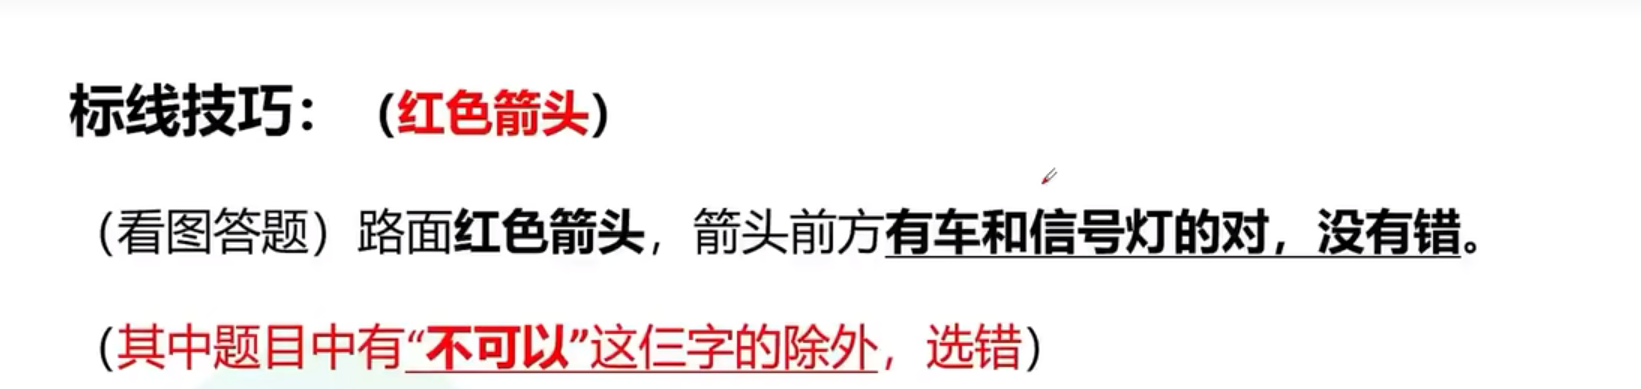 标线技巧：（红色箭头）
（看图答题）路面红色箭头，箭头前方有车和信号灯的对，没有错。
（其中题目中有“不可以”这仨字的除外，选错）